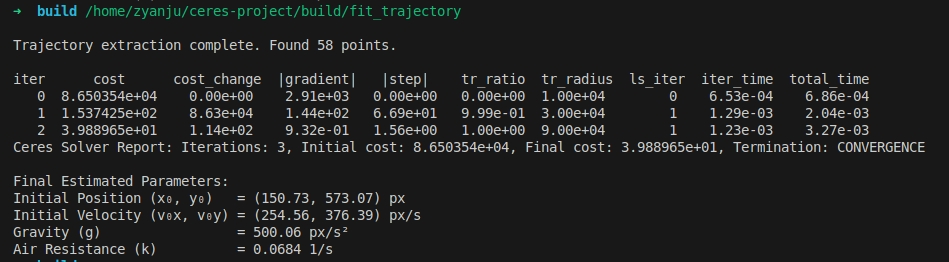 → build /home/zyanju/ceres-project/build/fit_trajectory
Trajectory extraction complete. Found 58 points.
iter cost cost_change |gradient| |step| tr_ratio tr_radius ls_iter iter_time total_time
0 8.650354e+04 0.00e+00 2.91e+03 0.00e+00 0.00e+00 1.00e+04 0 6.53e-04 6.86e-04
1 1.537425e+02 8.63e+04 1.44e+02 6.69e+01 9.99e-01 3.00e+04 1 1.29e-03 2.04e-03
2 3.988965e+01 1.14e+02 9.32e-01 1.56e+00 1.00e+00 9.00e+04 1 1.23e-03 3.27e-03
Ceres Solver Report: Iterations: 3, Initial cost: 8.650354e+04, Final cost: 3.988965e+01, Termination: CONVERGENCE
Final Estimated Parameters:
Initial Position (x₀, y₀) = (150.73, 573.07) px
Initial Velocity (v₀x, v₀y) = (254.56, 376.39) px/s
Gravity (g) = 500.06 px/s²
Air Resistance (k) = 0.0684 1/s